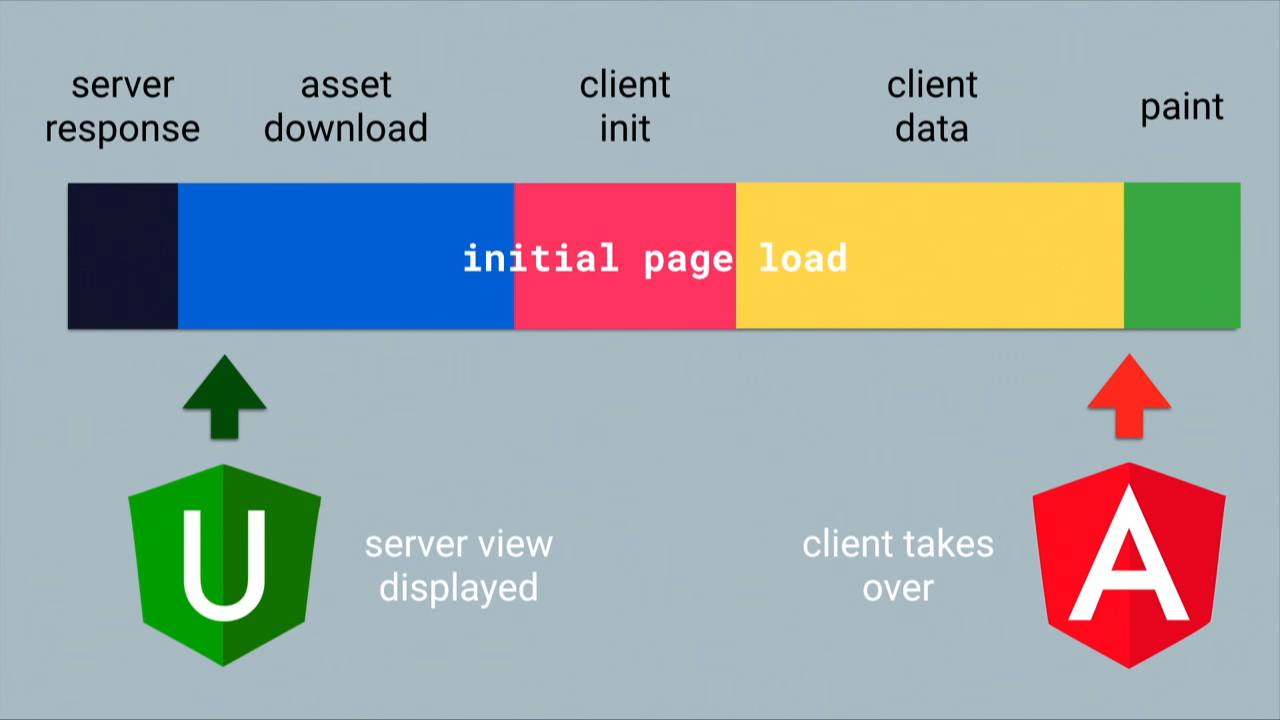 server
response
asset
download
client
init
client
data
paint
initial page load
U
server view
displayed
client takes
over
A